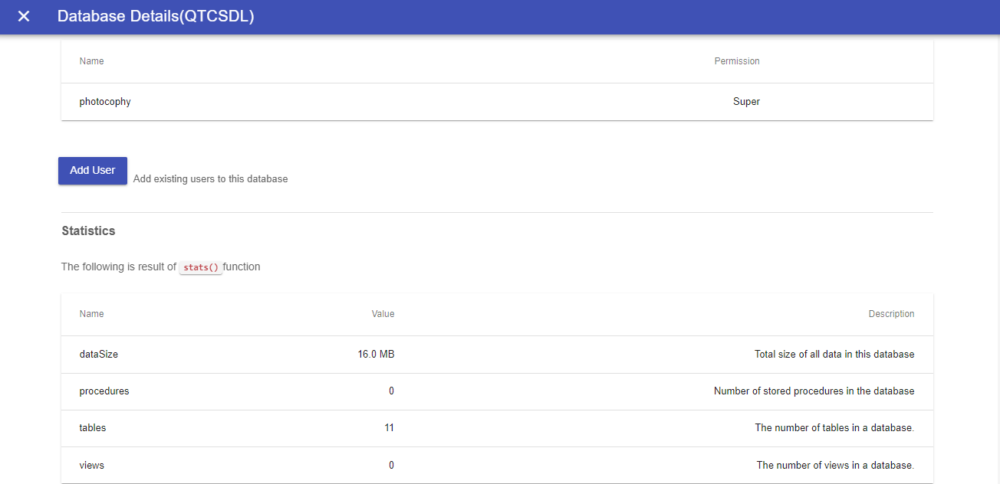 Database Details(QTCSDL)
Name Permission
photocophy Super
Add User Add existing users to this database
Statistics
The following is result of stats() function
Name Value Description
dataSize 16.0 MB Total size of all data in this database
procedures 0 Number of stored procedures in the database
tables 11 The number of tables in a database.
views 0 The number of views in a database.